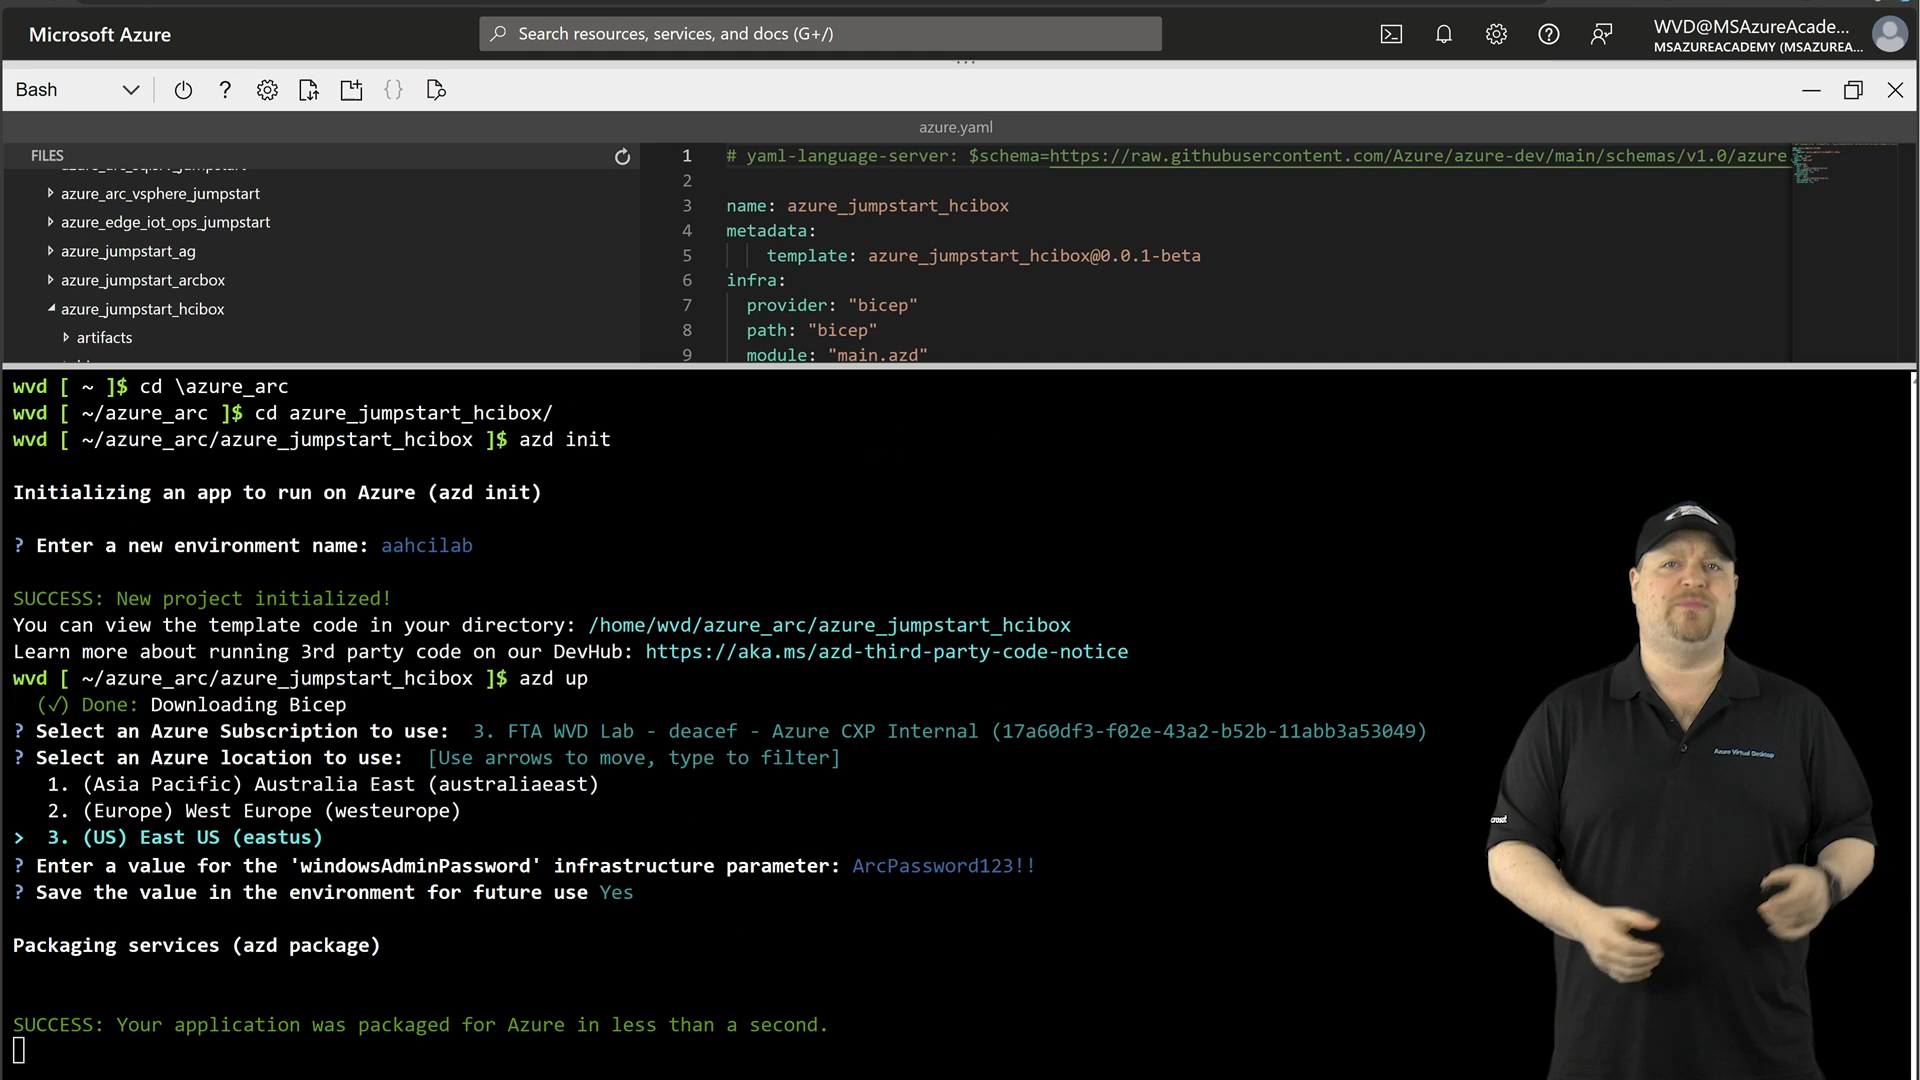 Microsoft Azure
Search resources, services, and docs (G+/)
WVD@MSAzureAcade...
MSAZUREACADEMY (MSAZUREA...
Bash
azure.yaml
FILES
azure_arc_vsphere_jumpstart
azure_edge_iot_ops_jumpstart
azure_jumpstart_ag
azure_jumpstart_arcbox
azure_jumpstart_hcibox
artifacts
1 # yaml-language-server: $schema=https://raw.githubusercontent.com/Azure/azure-dev/main/schemas/v1.0/azure.
2
3 name: azure_jumpstart_hcibox
4 metadata:
5 template: azure_jumpstart_hcibox@0.0.1-beta
6 infra:
7 provider: "bicep"
8 path: "bicep"
9 module: "main.azd"
wvd [ ~ ]$ cd \azure_arc
wvd [ ~/azure_arc ]$ cd azure_jumpstart_hcibox/
wvd [ ~/azure_arc/azure_jumpstart_hcibox ]$ azd init
Initializing an app to run on Azure (azd init)
? Enter a new environment name: aahcilab
SUCCESS: New project initialized!
You can view the template code in your directory: /home/wvd/azure_arc/azure_jumpstart_hcibox
Learn more about running 3rd party code on our DevHub: https://aka.ms/azd-third-party-code-notice
wvd [ ~/azure_arc/azure_jumpstart_hcibox ]$ azd up
(✓) Done: Downloading Bicep
? Select an Azure Subscription to use: 3. FTA WVD Lab - deacef - Azure CXP Internal (17a60df3-f02e-43a2-b52b-11abb3a53049)
? Select an Azure location to use: [Use arrows to move, type to filter]
1. (Asia Pacific) Australia East (australiaeast)
2. (Europe) West Europe (westeurope)
> 3. (US) East US (eastus)
? Enter a value for the 'windowsAdminPassword' infrastructure parameter: ArcPassword123!!
? Save the value in the environment for future use Yes
Packaging services (azd package)
SUCCESS: Your application was packaged for Azure in less than a second.
Azure Virtual Desktop